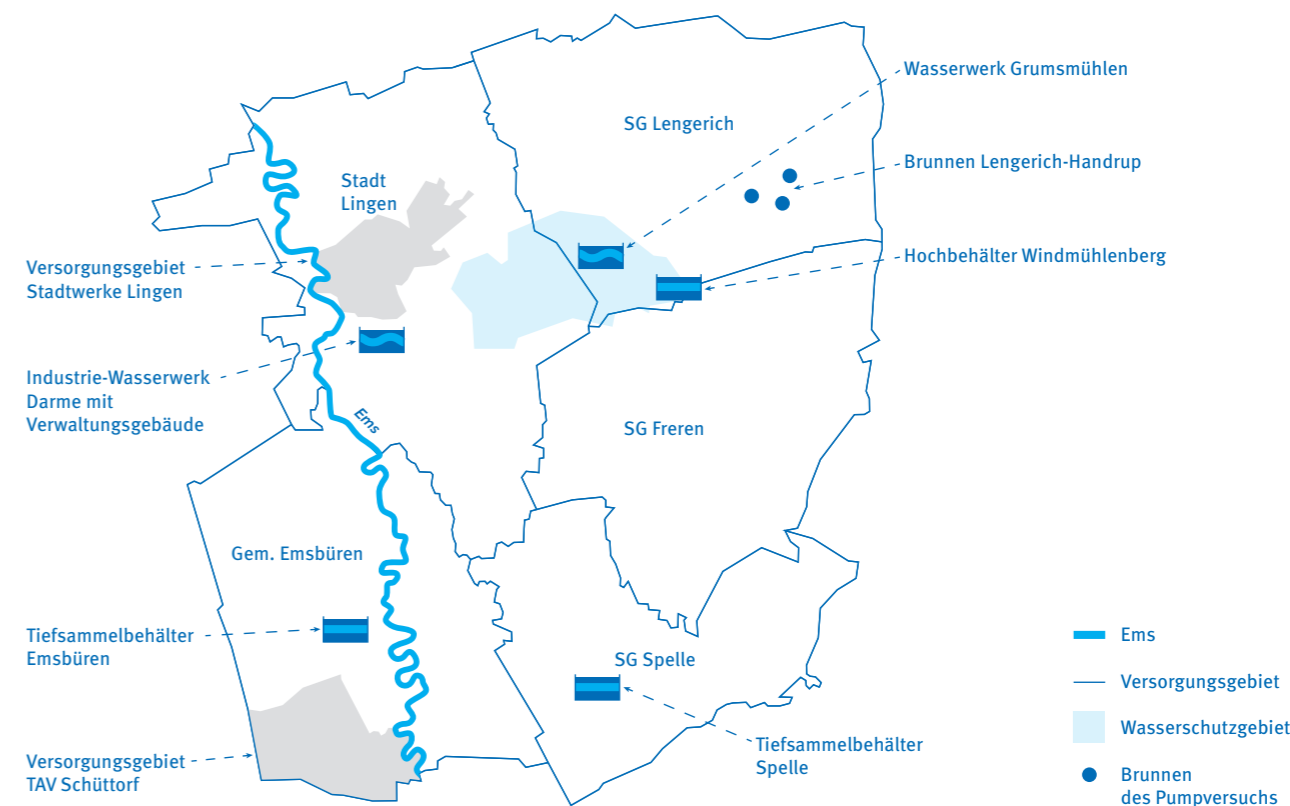 Wasserwerk Grumsmühlen
SG Lengerich
Brunnen Lengerich-Handrup
Stadt
Lingen
Hochbehälter Windmühlenberg
Versorgungsgebiet
Stadtwerke Lingen
Industrie-Wasserwerk
Darme mit
Verwaltungsgebäude
Ems
SG Freren
Gem. Emsbüren
Tiefsammelbehälter
Emsbüren
SG Spelle
Versorgungsgebiet
TAV Schüttorf
Tiefsammelbehälter
Spelle
Ems
Versorgungsgebiet
Wasserschutzgebiet
Brunnen
des Pumpversuchs